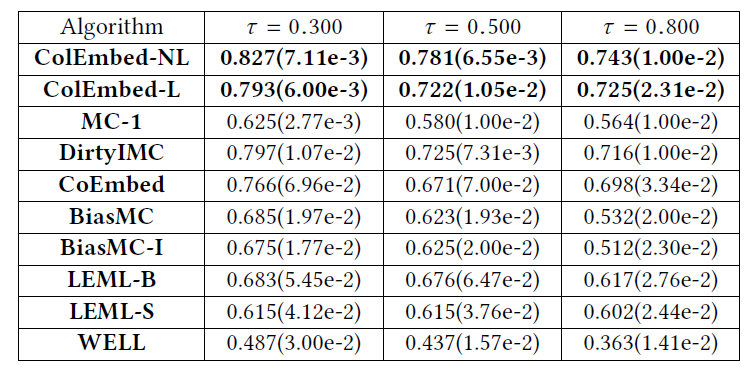 Algorithm τ = 0.300 τ = 0.500 τ = 0.800
ColEmbed-NL 0.827(7.11e-3) 0.781(6.55e-3) 0.743(1.00e-2)
ColEmbed-L 0.793(6.00e-3) 0.722(1.05e-2) 0.725(2.31e-2)
MC-1 0.625(2.77e-3) 0.580(1.00e-2) 0.564(1.00e-2)
DirtyIMC 0.797(1.07e-2) 0.725(7.31e-3) 0.716(1.00e-2)
CoEmbed 0.766(6.96e-2) 0.671(7.00e-2) 0.698(3.34e-2)
BiasMC 0.685(1.97e-2) 0.623(1.93e-2) 0.532(2.00e-2)
BiasMC-I 0.675(1.77e-2) 0.625(2.00e-2) 0.512(2.30e-2)
LEML-B 0.683(5.45e-2) 0.676(6.47e-2) 0.617(2.76e-2)
LEML-S 0.615(4.12e-2) 0.615(3.76e-2) 0.602(2.44e-2)
WELL 0.487(3.00e-2) 0.437(1.57e-2) 0.363(1.41e-2)